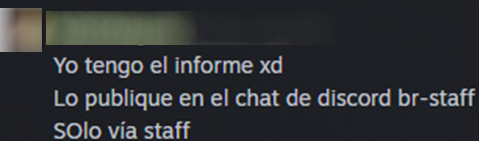 Yo tengo el informe xd
Lo publique en el chat de discord br-staff
SOlo vía staff